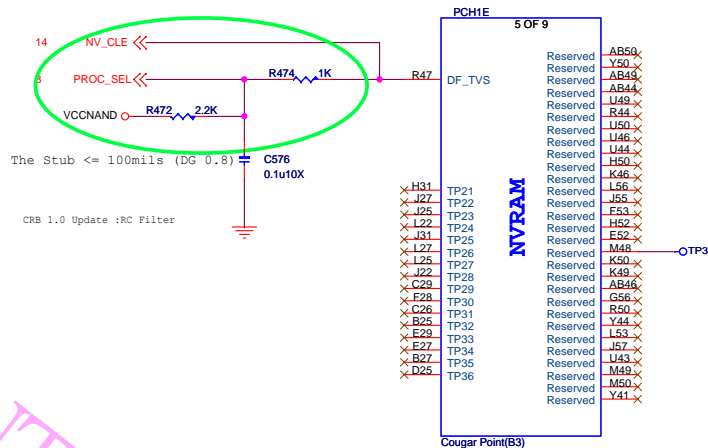 PCH1E
5 OF 9
14 NV_CLE
PROC_SEL R474 1K
R47 DF_TVS
VCCNAND R472 2.2K
The Stub <= 100mils (DG 0.8) C576
0.1u10X
CRB 1.0 Update :RC Filter
NVRAM
H31 TP21
J27 TP22
J25 TP23
L22 TP24
J31 TP25
L27 TP26
L25 TP27
J22 TP28
C29 TP29
F28 TP30
C26 TP31
B25 TP32
E29 TP33
E27 TP34
B27 TP35
D25 TP36
Reserved AB50
Reserved Y50
Reserved AB49
Reserved AB44
Reserved U49
Reserved R44
Reserved U50
Reserved U46
Reserved U44
Reserved H50
Reserved K46
Reserved L56
Reserved J55
Reserved F53
Reserved H52
Reserved E52
Reserved M48 TP3
Reserved K50
Reserved K49
Reserved AB46
Reserved G56
Reserved R50
Reserved Y44
Reserved L53
Reserved J57
Reserved U43
Reserved M49
Reserved M50
Reserved Y41
Cougar Point(B3)